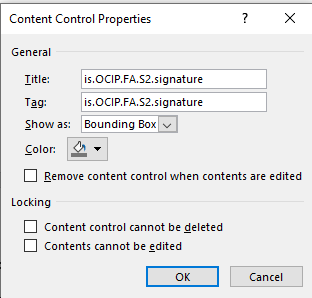 Content Control Properties
General
Title: is.OCIP.FA.S2.signature
Tag: is.OCIP.FA.S2.signature
Show as: Bounding Box
Color:
Remove content control when contents are edited
Locking
Content control cannot be deleted
Contents cannot be edited
OK Cancel